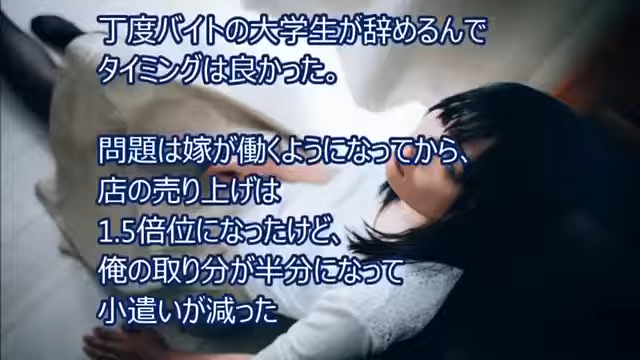 丁度バイトの大学生が辞めるんで
タイミングは良かった。
問題は嫁が働くようになってから、
店の売り上げは
1.5倍位になったけど、
俺の取り分が半分になって
小遣いが減った